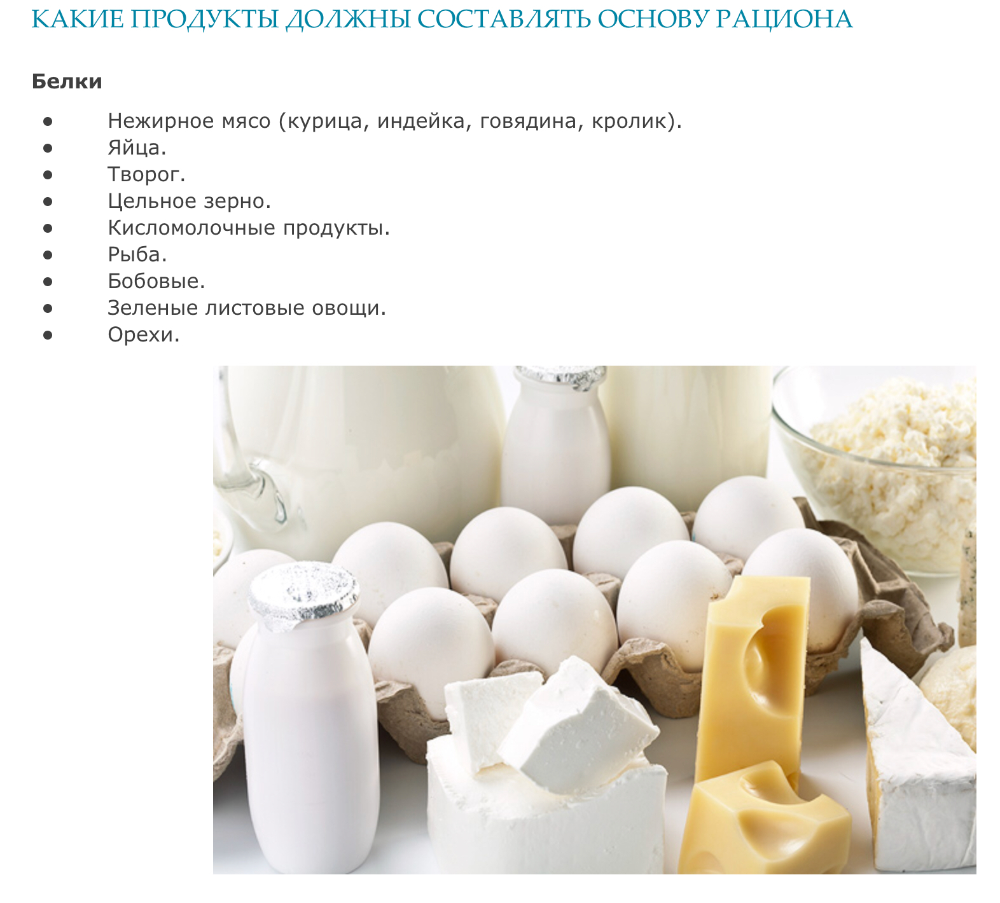 КАКИЕ ПРОДУКТЫ ДОЛЖНЫ СОСТАВЛЯТЬ ОСНОВУ РАЦИОНА
Белки
● Нежирное мясо (курица, индейка, говядина, кролик).
● Яйца.
● Творог.
● Цельное зерно.
● Кисломолочные продукты.
● Рыба.
● Бобовые.
● Зеленые листовые овощи.
● Орехи.